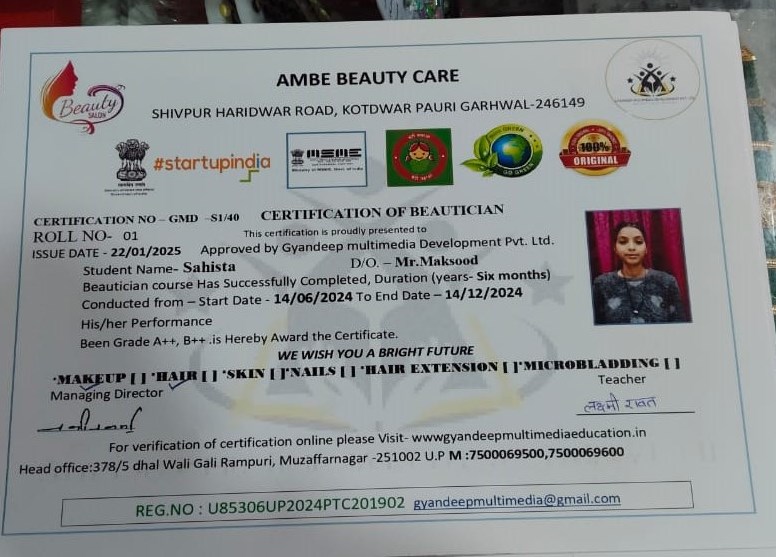 Beauty
SALON
AMBE BEAUTY CARE
SHIVPUR HARIDWAR ROAD, KOTDWAR PAURI GARHWAL-246149
#startupindia
MSME
GO GREEN
100%
ORIGINAL
CERTIFICATION NO – GMD –S1/40 CERTIFICATION OF BEAUTICIAN
ROLL NO- 01 This certification is proudly presented to
ISSUE DATE - 22/01/2025 Approved by Gyandeep multimedia Development Pvt. Ltd.
Student Name- Sahista D/O. – Mr.Maksood
Beautician course Has Successfully Completed, Duration (years- Six months)
Conducted from – Start Date - 14/06/2024 To End Date – 14/12/2024
His/her Performance
Been Grade A++, B++ .is Hereby Award the Certificate.
WE WISH YOU A BRIGHT FUTURE
*MAKEUP [ ] *HAIR [ ] *SKIN [ ]*NAILS [ ] *HAIR EXTENSION [ ]*MICROBLADDING [ ]
Managing Director Teacher
लक्ष्मी रावत
For verification of certification online please Visit- wwwgyandeepmultimediaeducation.in
Head office:378/5 dhal Wali Gali Rampuri, Muzaffarnagar -251002 U.P M :7500069500,7500069600
REG.NO : U85306UP2024PTC201902 gyandeepmultimedia@gmail.com